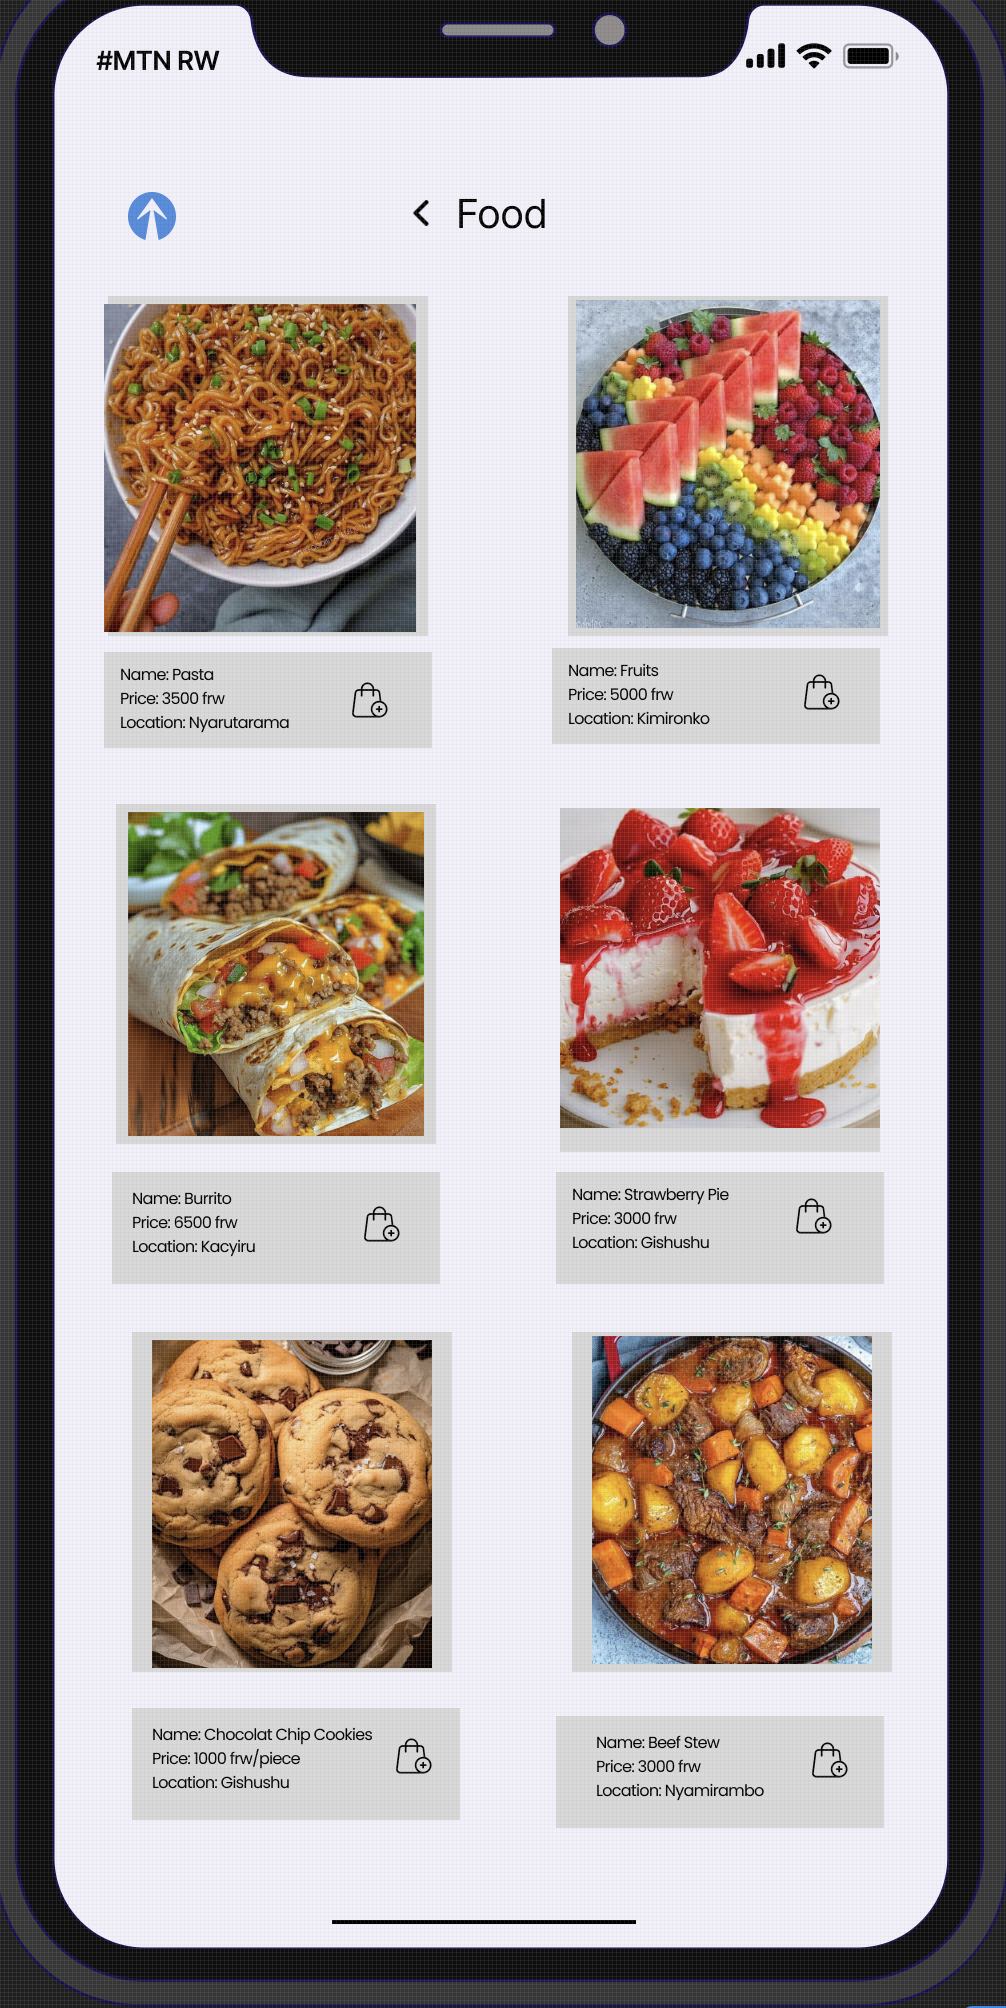 #MTN RW
Food
Name: Pasta
Price: 3500 frw
Location: Nyarutarama
Name: Fruits
Price: 5000 frw
Location: Kimironko
Name: Burrito
Price: 6500 frw
Location: Kacyiru
Name: Strawberry Pie
Price: 3000 frw
Location: Gishushu
Name: Chocolat Chip Cookies
Price: 1000 frw/piece
Location: Gishushu
Name: Beef Stew
Price: 3000 frw
Location: Nyamirambo